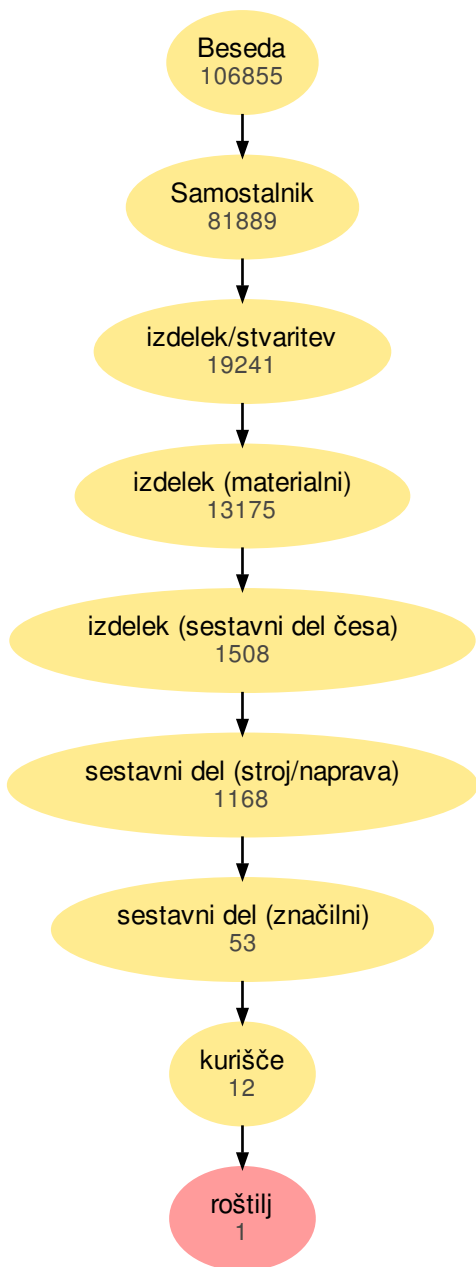 Beseda
106855
Samostalnik
81889
izdelek/stvaritev
19241
izdelek (materialni)
13175
izdelek (sestavni del česa)
1508
sestavni del (stroj/naprava)
1168
sestavni del (značilni)
53
kurišče
12
roštilj
1